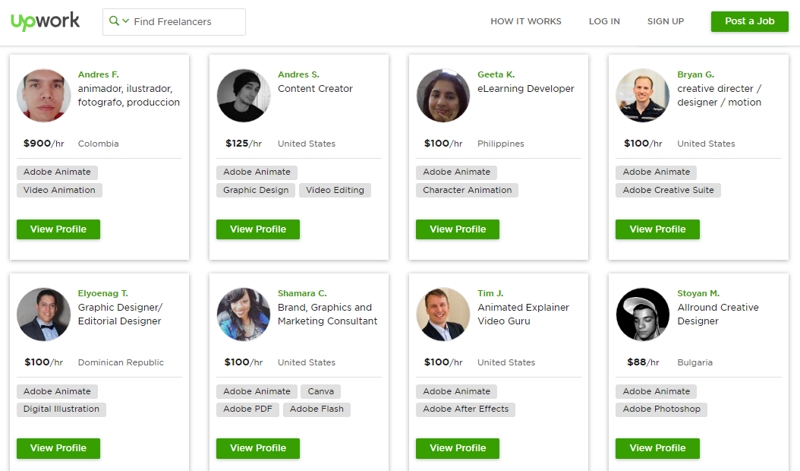 upwork
Find Freelancers
HOW IT WORKS
LOG IN
SIGN UP
Post a Job
Andres F.
animador, ilustrador,
fotografo, produccion
$900/hr
Colombia
Adobe Animate
Video Animation
View Profile
Andres S.
Content Creator
$125/hr
United States
Adobe Animate
Graphic Design
Video Editing
View Profile
Geeta K.
eLearning Developer
$100/hr
Philippines
Adobe Animate
Character Animation
View Profile
Bryan G.
creative directer /
designer / motion
$100/hr
United States
Adobe Animate
Adobe Creative Suite
View Profile
Elyoenag T.
Graphic Designer/
Editorial Designer
$100/hr
Dominican Republic
Adobe Animate
Digital Illustration
View Profile
Shamara C.
Brand, Graphics and
Marketing Consultant
$100/hr
United States
Adobe Animate
Canva
Adobe PDF
Adobe Flash
View Profile
Tim J.
Animated Explainer
Video Guru
$100/hr
United States
Adobe Animate
Adobe After Effects
View Profile
Stoyan M.
Allround Creative
Designer
$88/hr
Bulgaria
Adobe Animate
Adobe Photoshop
View Profile